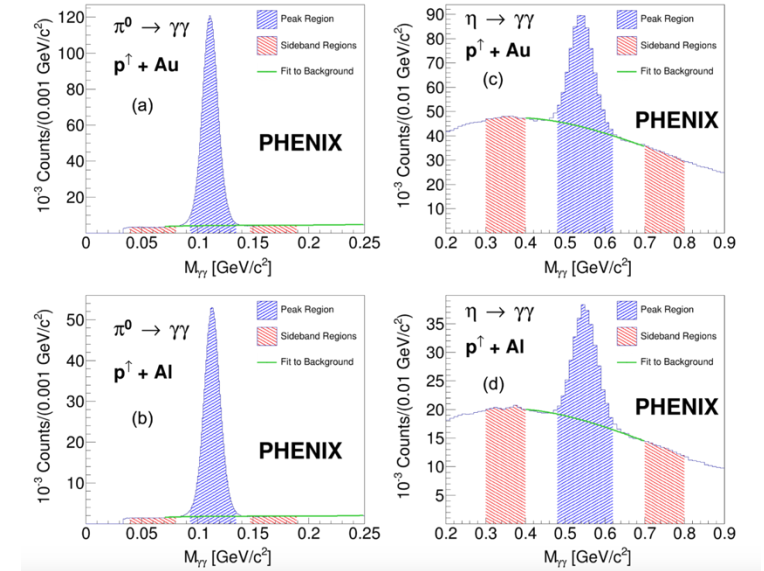 π⁰ → γγ
p↑ + Au
(a)
PHENIX
Peak Region
Sideband Regions
Fit to Background
10⁻³ Counts/(0.001 GeV/c²)
120
100
80
60
40
20
0 0.05 0.1 0.15 0.2 0.25
Mγγ [GeV/c²]
η → γγ
p↑ + Au
(c)
PHENIX
Peak Region
Sideband Regions
Fit to Background
10⁻³ Counts/(0.01 GeV/c²)
90
80
70
60
50
40
30
20
10
0.2 0.3 0.4 0.5 0.6 0.7 0.8 0.9
Mγγ [GeV/c²]
π⁰ → γγ
p↑ + Al
(b)
PHENIX
Peak Region
Sideband Regions
Fit to Background
10⁻³ Counts/(0.001 GeV/c²)
50
40
30
20
10
0 0.05 0.1 0.15 0.2 0.25
Mγγ [GeV/c²]
η → γγ
p↑ + Al
(d)
PHENIX
Peak Region
Sideband Regions
Fit to Background
10⁻³ Counts/(0.01 GeV/c²)
35
30
25
20
15
10
5
0.2 0.3 0.4 0.5 0.6 0.7 0.8 0.9
Mγγ [GeV/c²]